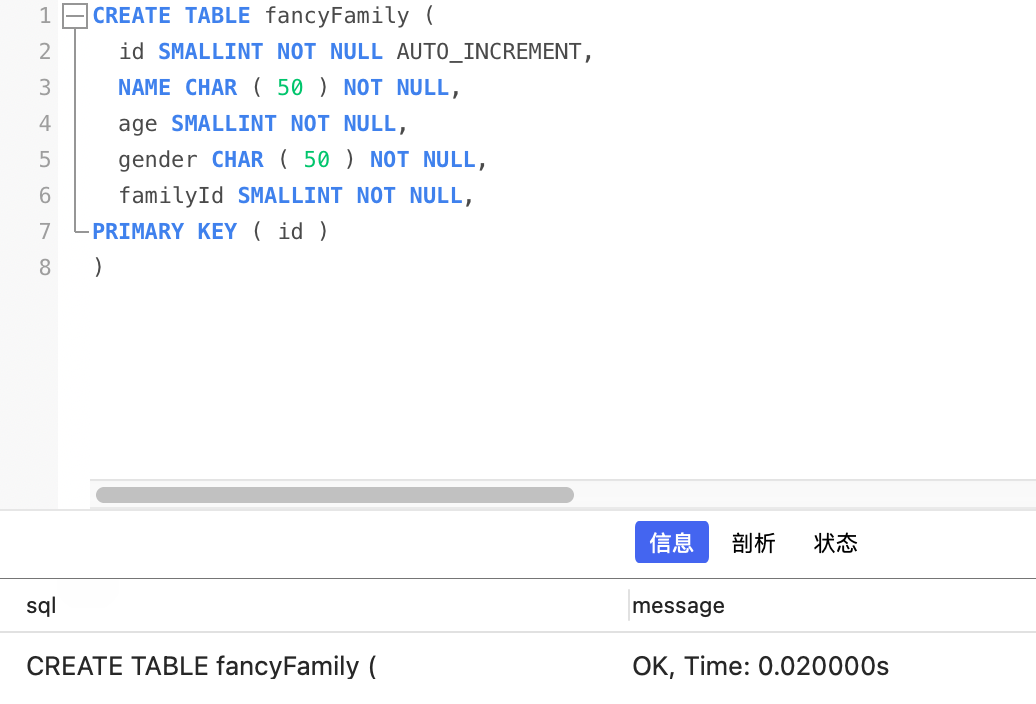 1 CREATE TABLE fancyFamily (
2 id SMALLINT NOT NULL AUTO_INCREMENT,
3 NAME CHAR ( 50 ) NOT NULL,
4 age SMALLINT NOT NULL,
5 gender CHAR ( 50 ) NOT NULL,
6 familyId SMALLINT NOT NULL,
7 PRIMARY KEY ( id )
8 )
信息 剖析 状态
sql message
CREATE TABLE fancyFamily ( OK, Time: 0.020000s